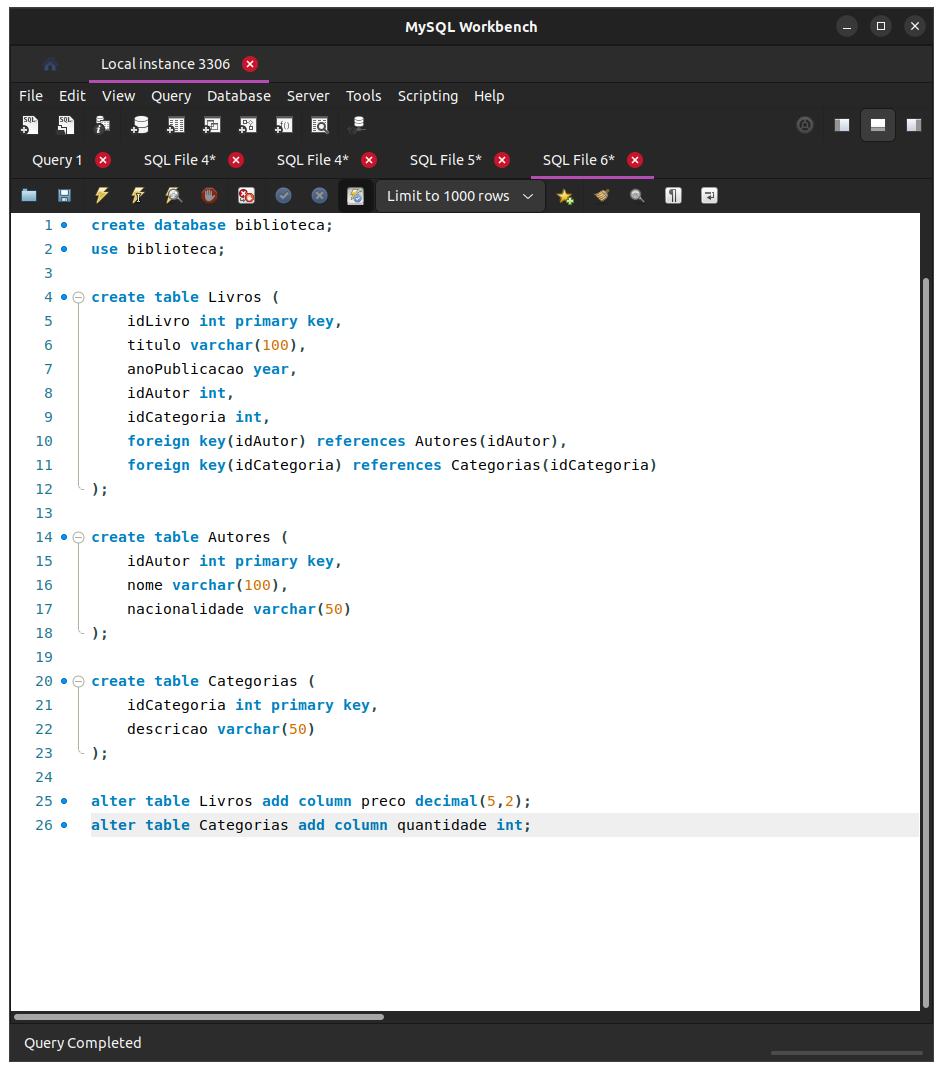 MySQL Workbench
Local instance 3306
File Edit View Query Database Server Tools Scripting Help
Query 1 SQL File 4* SQL File 4* SQL File 5* SQL File 6*
Limit to 1000 rows
1 create database biblioteca;
2 use biblioteca;
3
4 create table Livros (
5     idLivro int primary key,
6     titulo varchar(100),
7     anoPublicacao year,
8     idAutor int,
9     idCategoria int,
10     foreign key(idAutor) references Autores(idAutor),
11     foreign key(idCategoria) references Categorias(idCategoria)
12 );
13
14 create table Autores (
15     idAutor int primary key,
16     nome varchar(100),
17     nacionalidade varchar(50)
18 );
19
20 create table Categorias (
21     idCategoria int primary key,
22     descricao varchar(50)
23 );
24
25 alter table Livros add column preco decimal(5,2);
26 alter table Categorias add column quantidade int;
Query Completed